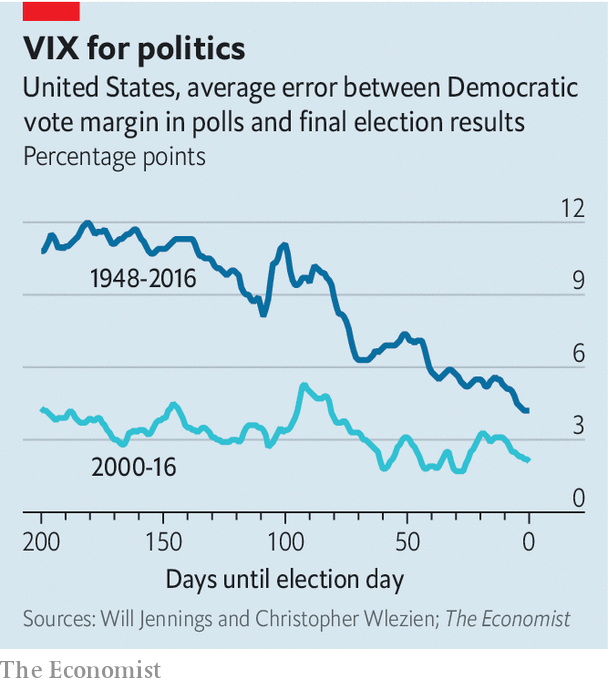 VIX for politics
United States, average error between Democratic
vote margin in polls and final election results
Percentage points
12
9
6
3
0
1948-2016
2000-16
200 150 100 50 0
Days until election day
Sources: Will Jennings and Christopher Wlezien; The Economist
The Economist